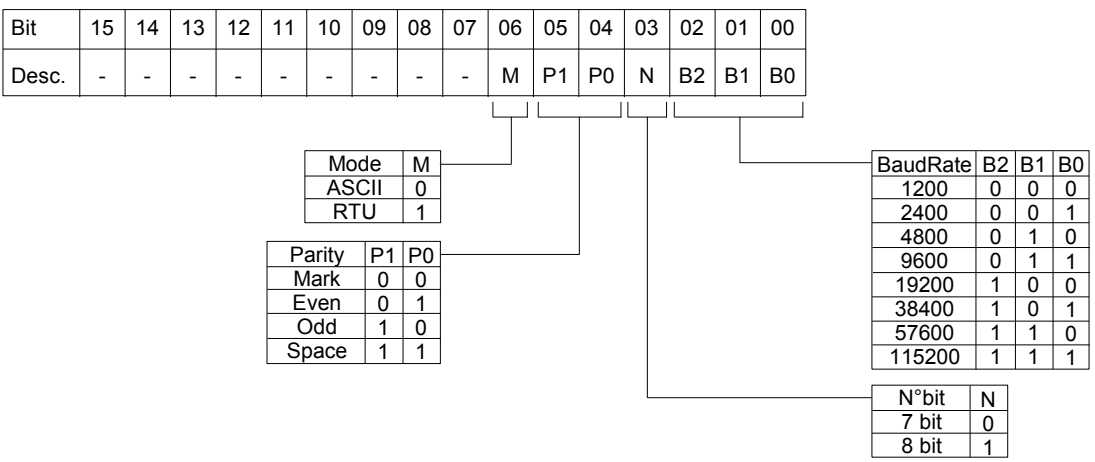 Bit 15 14 13 12 11 10 09 08 07 06 05 04 03 02 01 00
Desc. - - - - - - - - - M P1 P0 N B2 B1 B0
Mode M
ASCII 0
RTU 1
Parity P1 P0
Mark 0 0
Even 0 1
Odd 1 0
Space 1 1
BaudRate B2 B1 B0
1200 0 0 0
2400 0 0 1
4800 0 1 0
9600 0 1 1
19200 1 0 0
38400 1 0 1
57600 1 1 0
115200 1 1 1
N°bit N
7 bit 0
8 bit 1